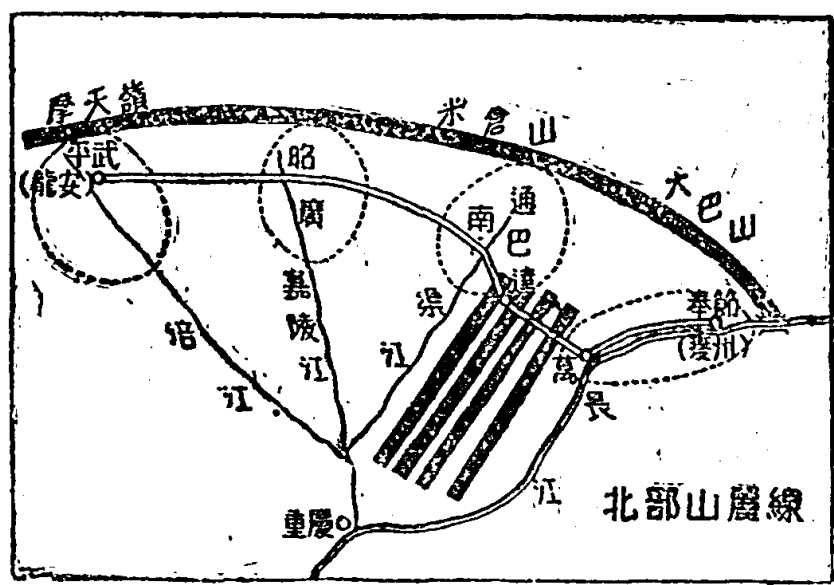 摩天嶺
米倉山
大巴山
平武
(龍安)
昭
廣
嘉陵江
南
通
巴
達
渠江
涪江
奉節
(夔州)
萬
長江
重慶
北部山麓線